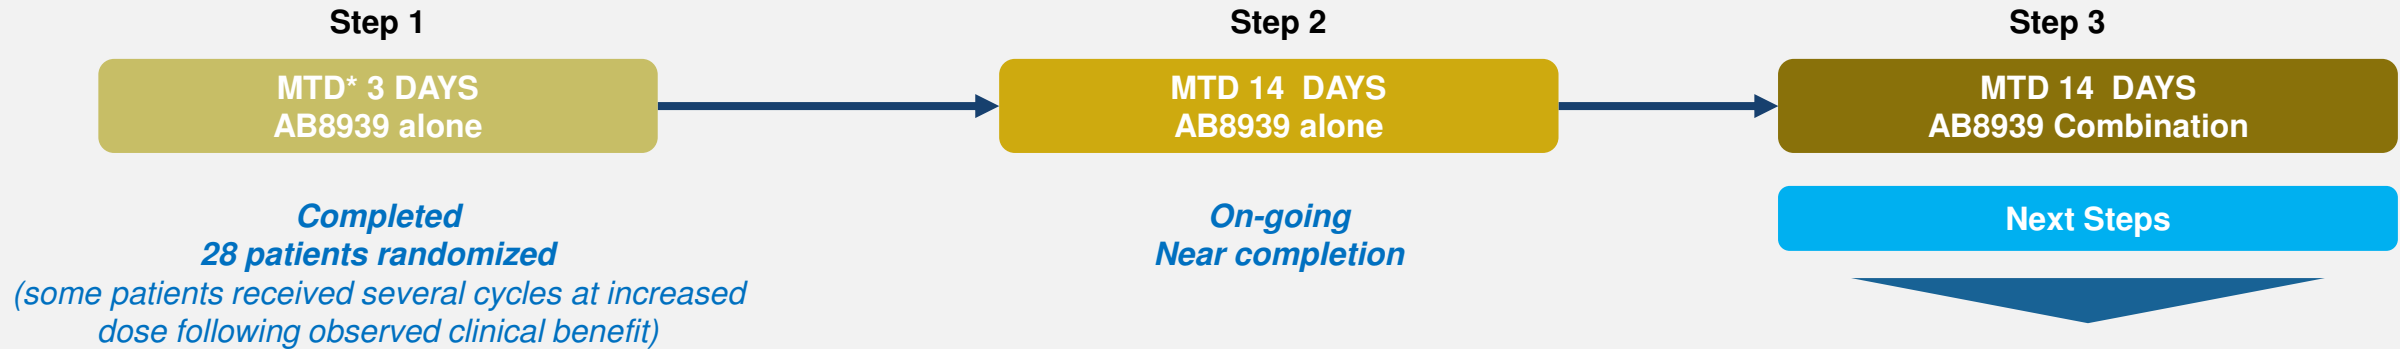 Step 1
MTD* 3 DAYS
AB8939 alone
Completed
28 patients randomized
(some patients received several cycles at increased
dose following observed clinical benefit)
Step 2
MTD 14 DAYS
AB8939 alone
On-going
Near completion
Step 3
MTD 14 DAYS
AB8939 Combination
Next Steps